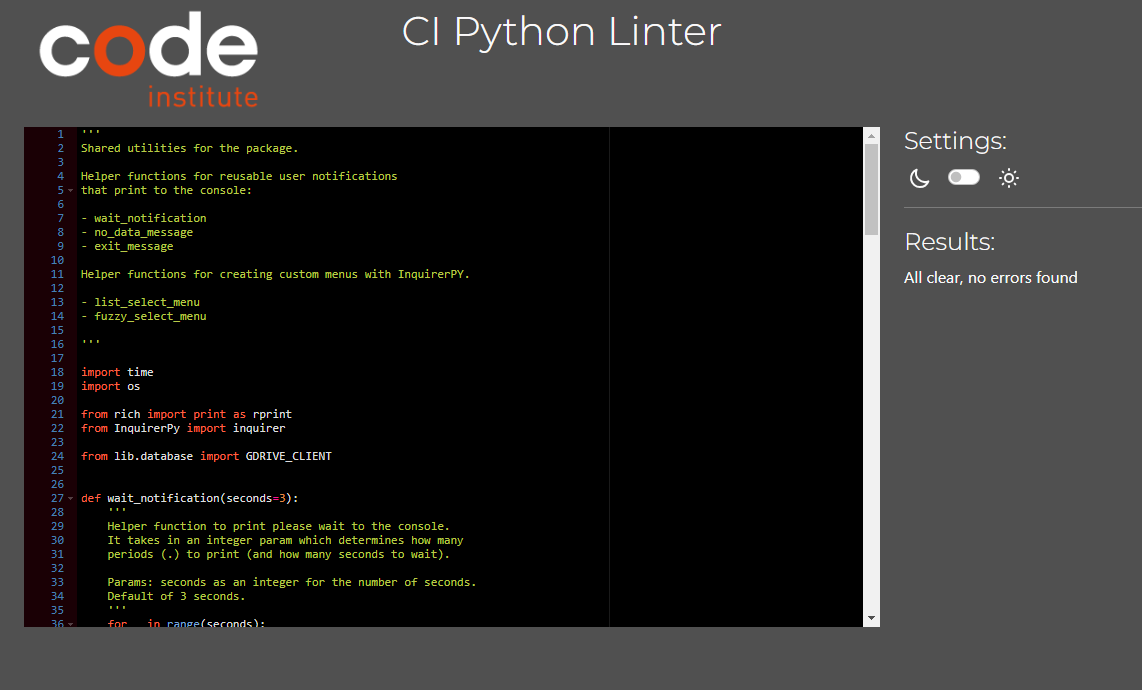 code
institute
CI Python Linter
1 '''
2 Shared utilities for the package.
3
4 Helper functions for reusable user notifications
5 that print to the console:
6
7 - wait_notification
8 - no_data_message
9 - exit_message
10
11 Helper functions for creating custom menus with InquirerPY.
12
13 - list_select_menu
14 - fuzzy_select_menu
15
16 '''
17
18 import time
19 import os
20
21 from rich import print as rprint
22 from InquirerPy import inquirer
23
24 from lib.database import GDRIVE_CLIENT
25
26
27 def wait_notification(seconds=3):
28 '''
29 Helper function to print please wait to the console.
30 It takes in an integer param which determines how many
31 periods (.) to print (and how many seconds to wait).
32
33 Params: seconds as an integer for the number of seconds.
34 Default of 3 seconds.
35 '''
36 for _ in range(seconds):
Settings:
Results:
All clear, no errors found